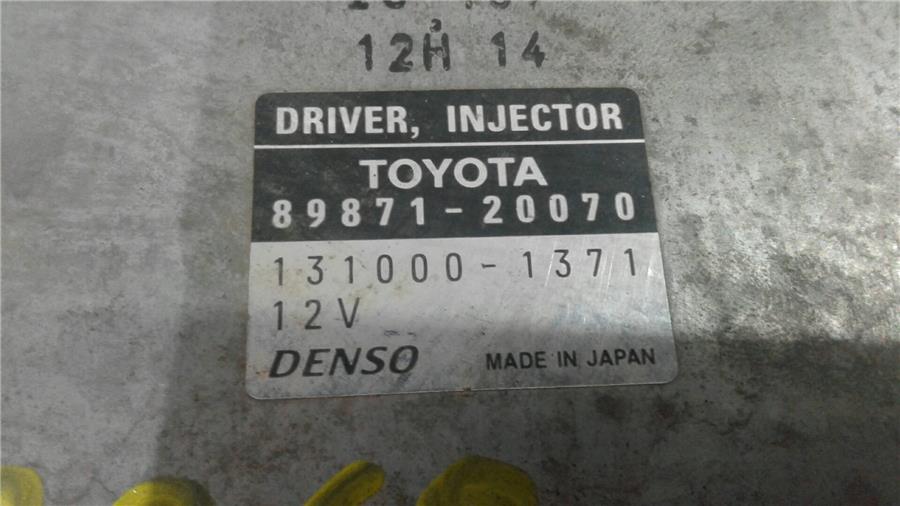 12H 14
DRIVER, INJECTOR
TOYOTA
89871-20070
131000-1371
12V
DENSO MADE IN JAPAN